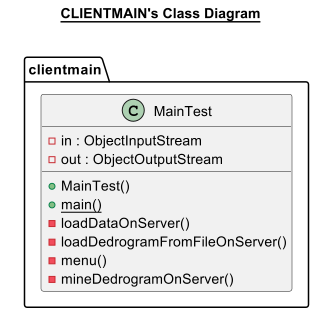 CLIENTMAIN's Class Diagram
clientmain
C MainTest
in : ObjectInputStream
out : ObjectOutputStream
MainTest()
main()
loadDataOnServer()
loadDedrogramFromFileOnServer()
menu()
mineDedrogramOnServer()